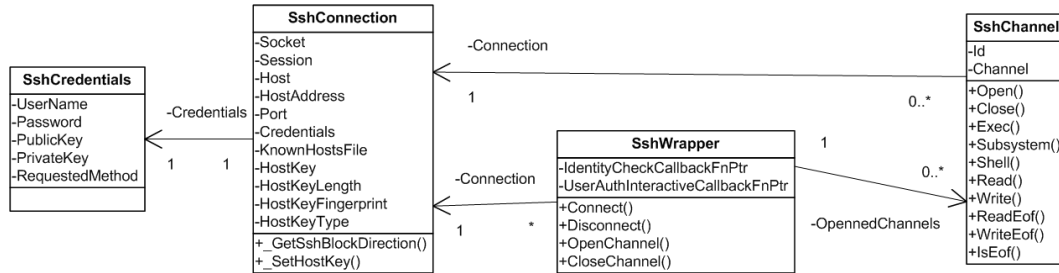 SshCredentials
-UserName
-Password
-PublicKey
-PrivateKey
-RequestedMethod
-Credentials
1
1
SshConnection
-Socket
-Session
-Host
-HostAddress
-Port
-Credentials
-KnownHostsFile
-HostKey
-HostKeyLength
-HostKeyFingerprint
-HostKeyType
+_GetSshBlockDirection()
+_SetHostKey()
-Connection
1
0..*
-Connection
1
*
SshWrapper
-IdentityCheckCallbackFnPtr
-UserAuthInteractiveCallbackFnPtr
+Connect()
+Disconnect()
+OpenChannel()
+CloseChannel()
1
0..*
-OpennedChannels
SshChannel
-Id
-Channel
+Open()
+Close()
+Exec()
+Subsystem()
+Shell()
+Read()
+Write()
+ReadEof()
+WriteEof()
+IsEof()